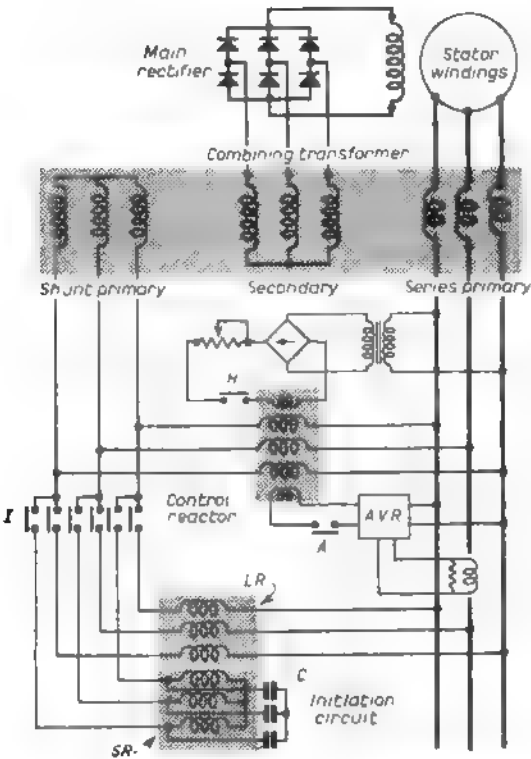 Main
rectifier
Stator
windings
Combining transformer
Shunt primary
Secondary
Series primary
H
Control
reactor
I
A
AVR
LR
C
Initiation
circuit
SR